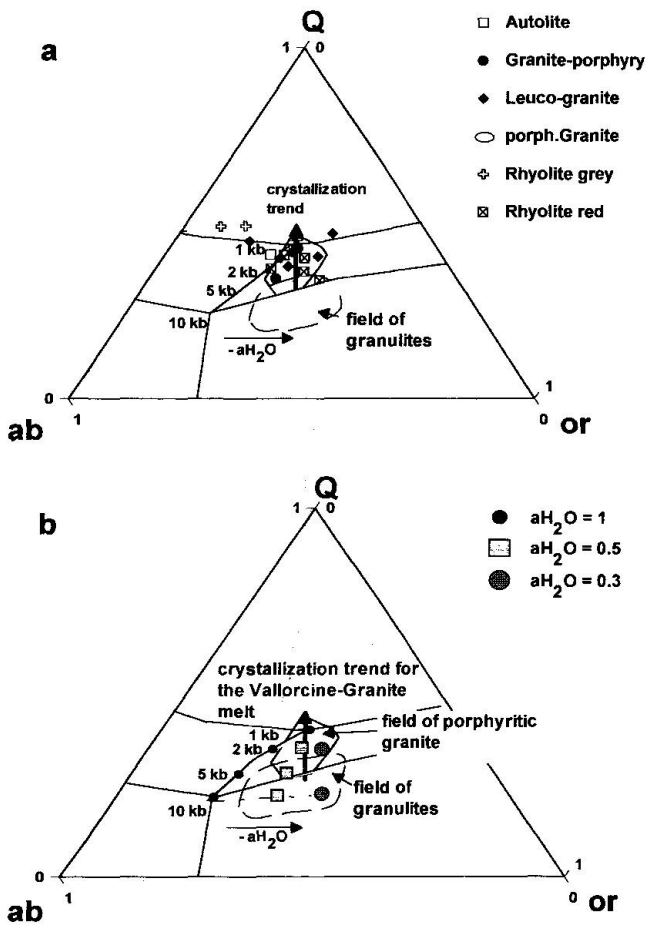 a
Q
1
0
Autolite
Granite-porphyry
Leuco-granite
porph.Granite
Rhyolite grey
Rhyolite red
crystallization
trend
1 kb
2 kb
5 kb
10 kb
field of
granulites
- aH2O
0
1
1
0
ab
or
b
Q
1
0
aH2O = 1
aH2O = 0.5
aH2O = 0.3
crystallization trend for
the Vallorcine-Granite
melt
1 kb
2 kb
5 kb
10 kb
field of porphyritic
granite
field of
granulites
- aH2O
0
1
1
0
ab
or